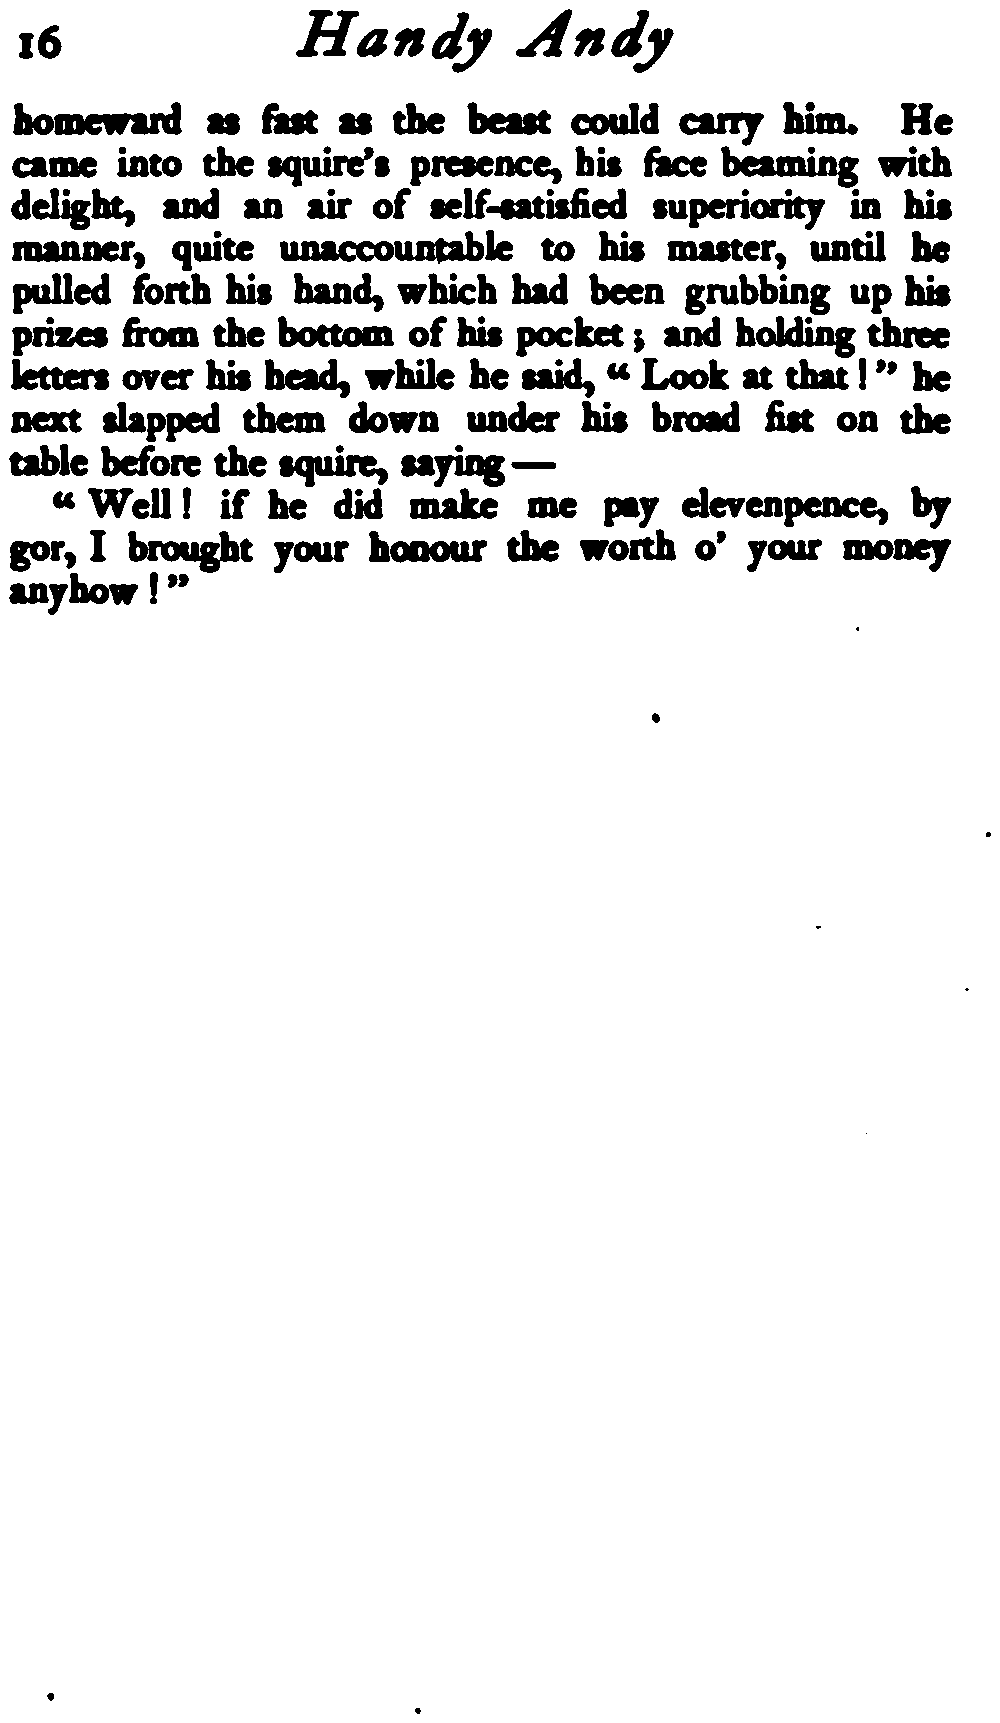 16 Handy Andy
homeward as fast as the beast could carry him. He
came into the squire's presence, his face beaming with
delight, and an air of self-satisfied superiority in his
manner, quite unaccountable to his master, until he
pulled forth his hand, which had been grubbing up his
prizes from the bottom of his pocket; and holding three
letters over his head, while he said, "Look at that!" he
next slapped them down under his broad fist on the
table before the squire, saying—
"Well! if he did make me pay elevenpence, by
gor, I brought your honour the worth o' your money
anyhow!"